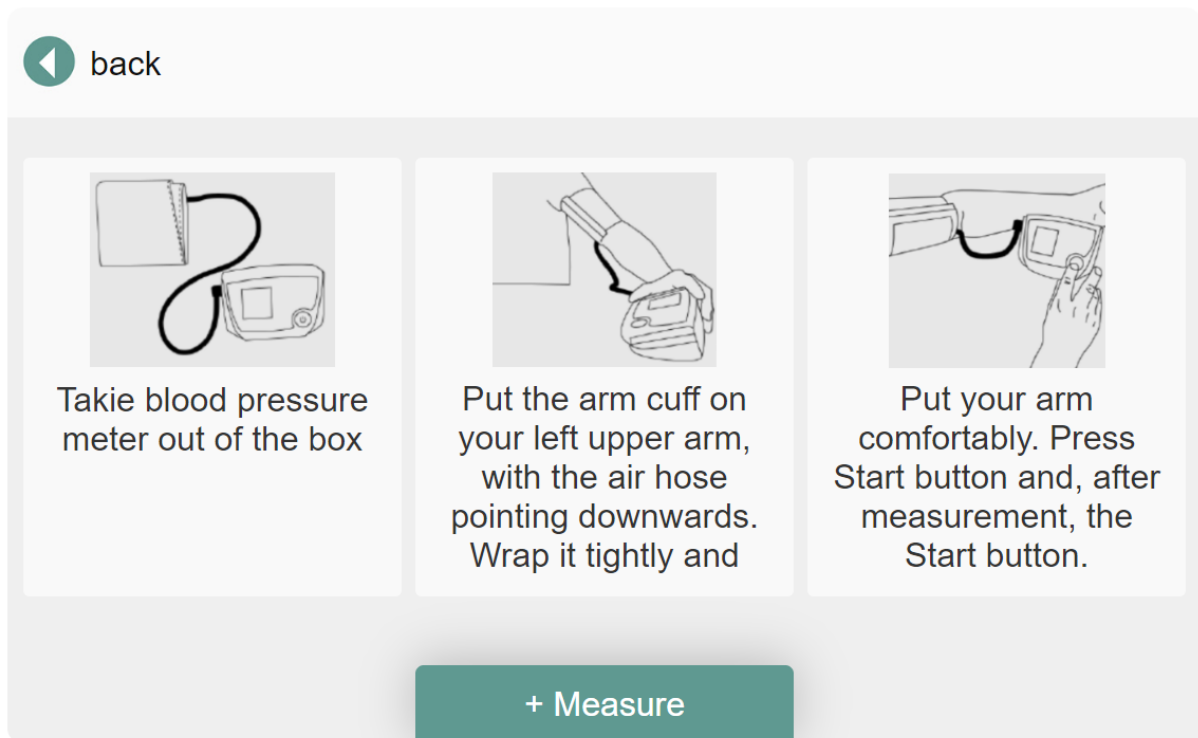 back
Takie blood pressure
meter out of the box
Put the arm cuff on
your left upper arm,
with the air hose
pointing downwards.
Wrap it tightly and
Put your arm
comfortably. Press
Start button and, after
measurement, the
Start button.
+ Measure